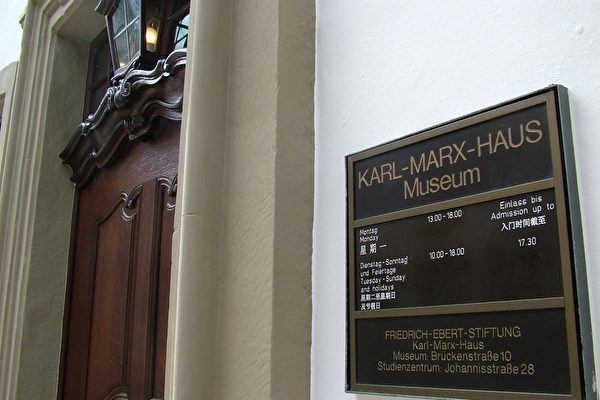 KARL-MARX-HAUS
Museum
Einlass bis
Admission up to
入门时间截至
17.30
Montag
Monday
星期一
13.00-18.00
Dienstag-Sonntag
und Feiertage
Tuesday-Sunday
and holidays
星期二至星期日
及节假日
10.00-18.00
FRIEDRICH-EBERT-STIFTUNG
Karl-Marx-Haus
Museum: Brückenstraße 10
Studienzentrum: Johannisstraße 28